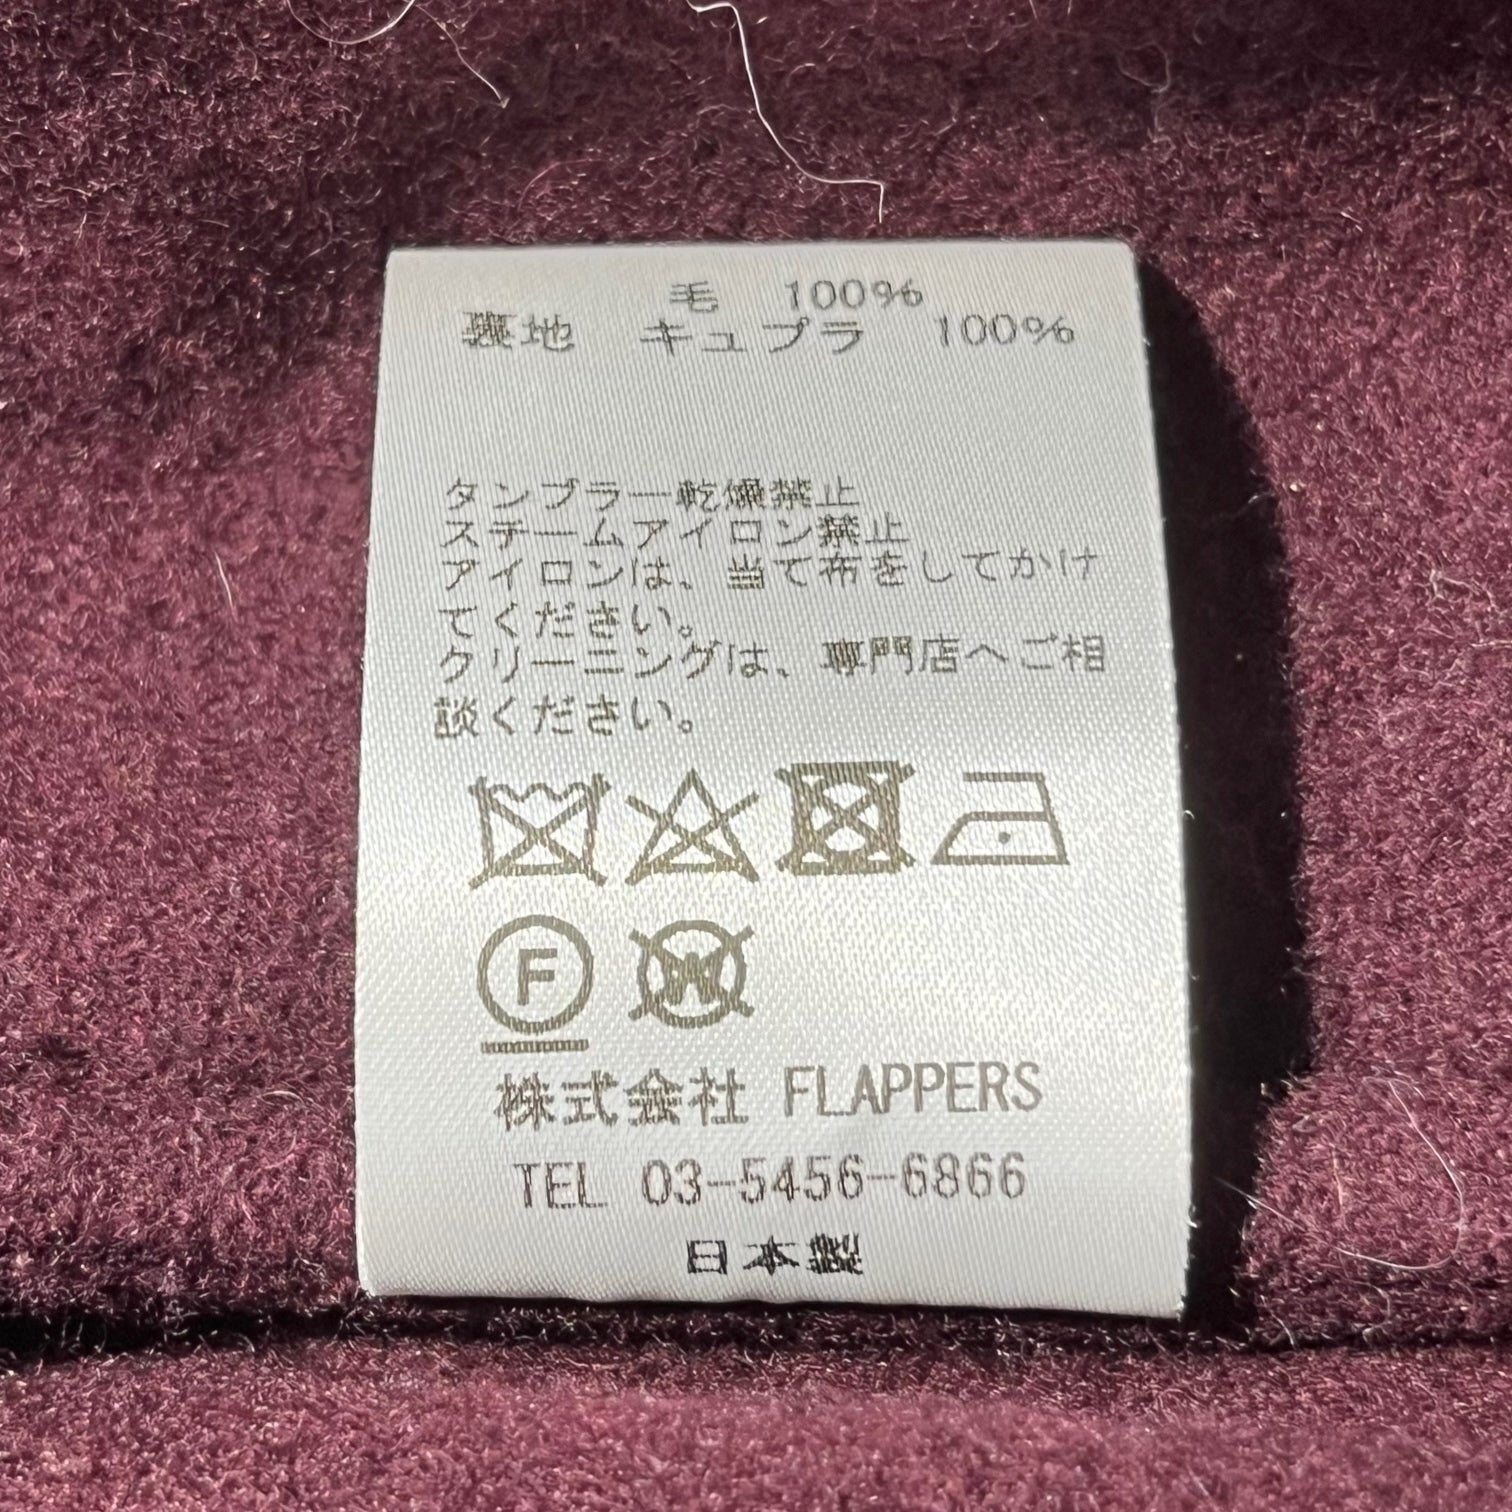 毛 100%
裏地 キュプラ 100%
タンブラー乾燥禁止
スチームアイロン禁止
アイロンは、当て布をしてかけ
てください。
クリーニングは、専門店へご相
談ください。
F W
株式会社 FLAPPERS
TEL 03-5456-6866
日本製